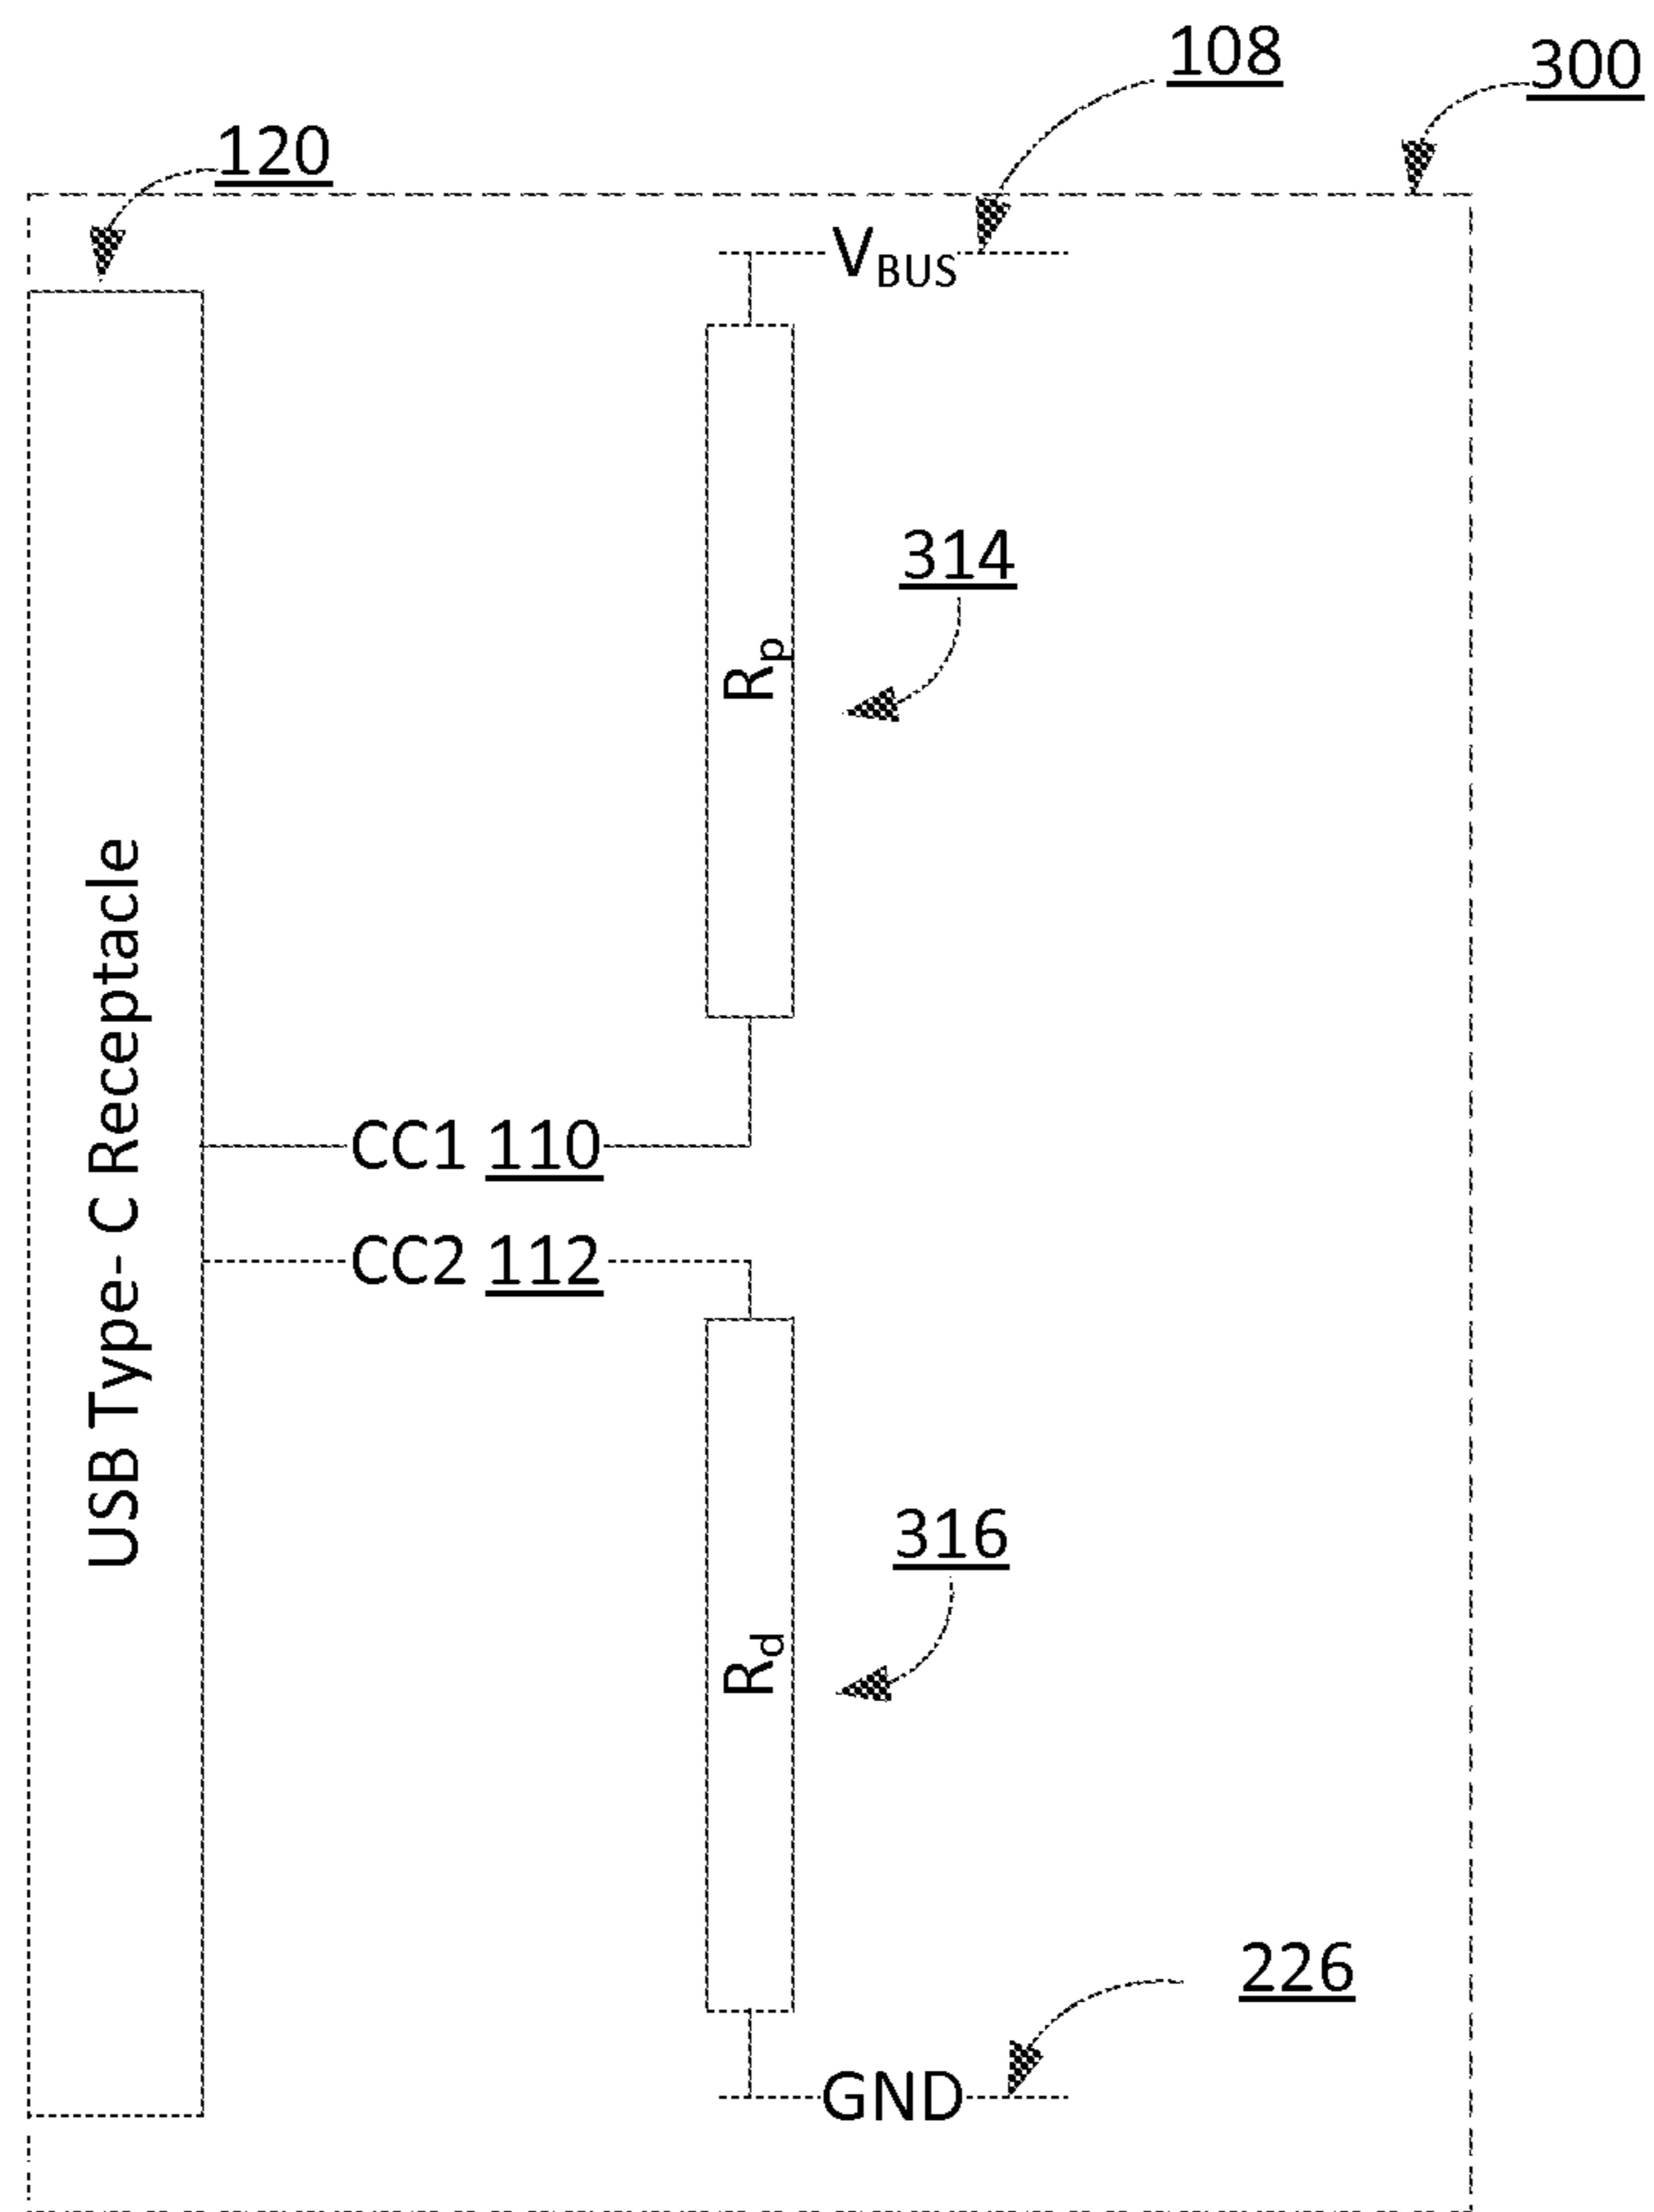 108
300
120
VBUS
314
Rp
USB Type- C Receptacle
CC1 110
CC2 112
316
Rd
226
GND